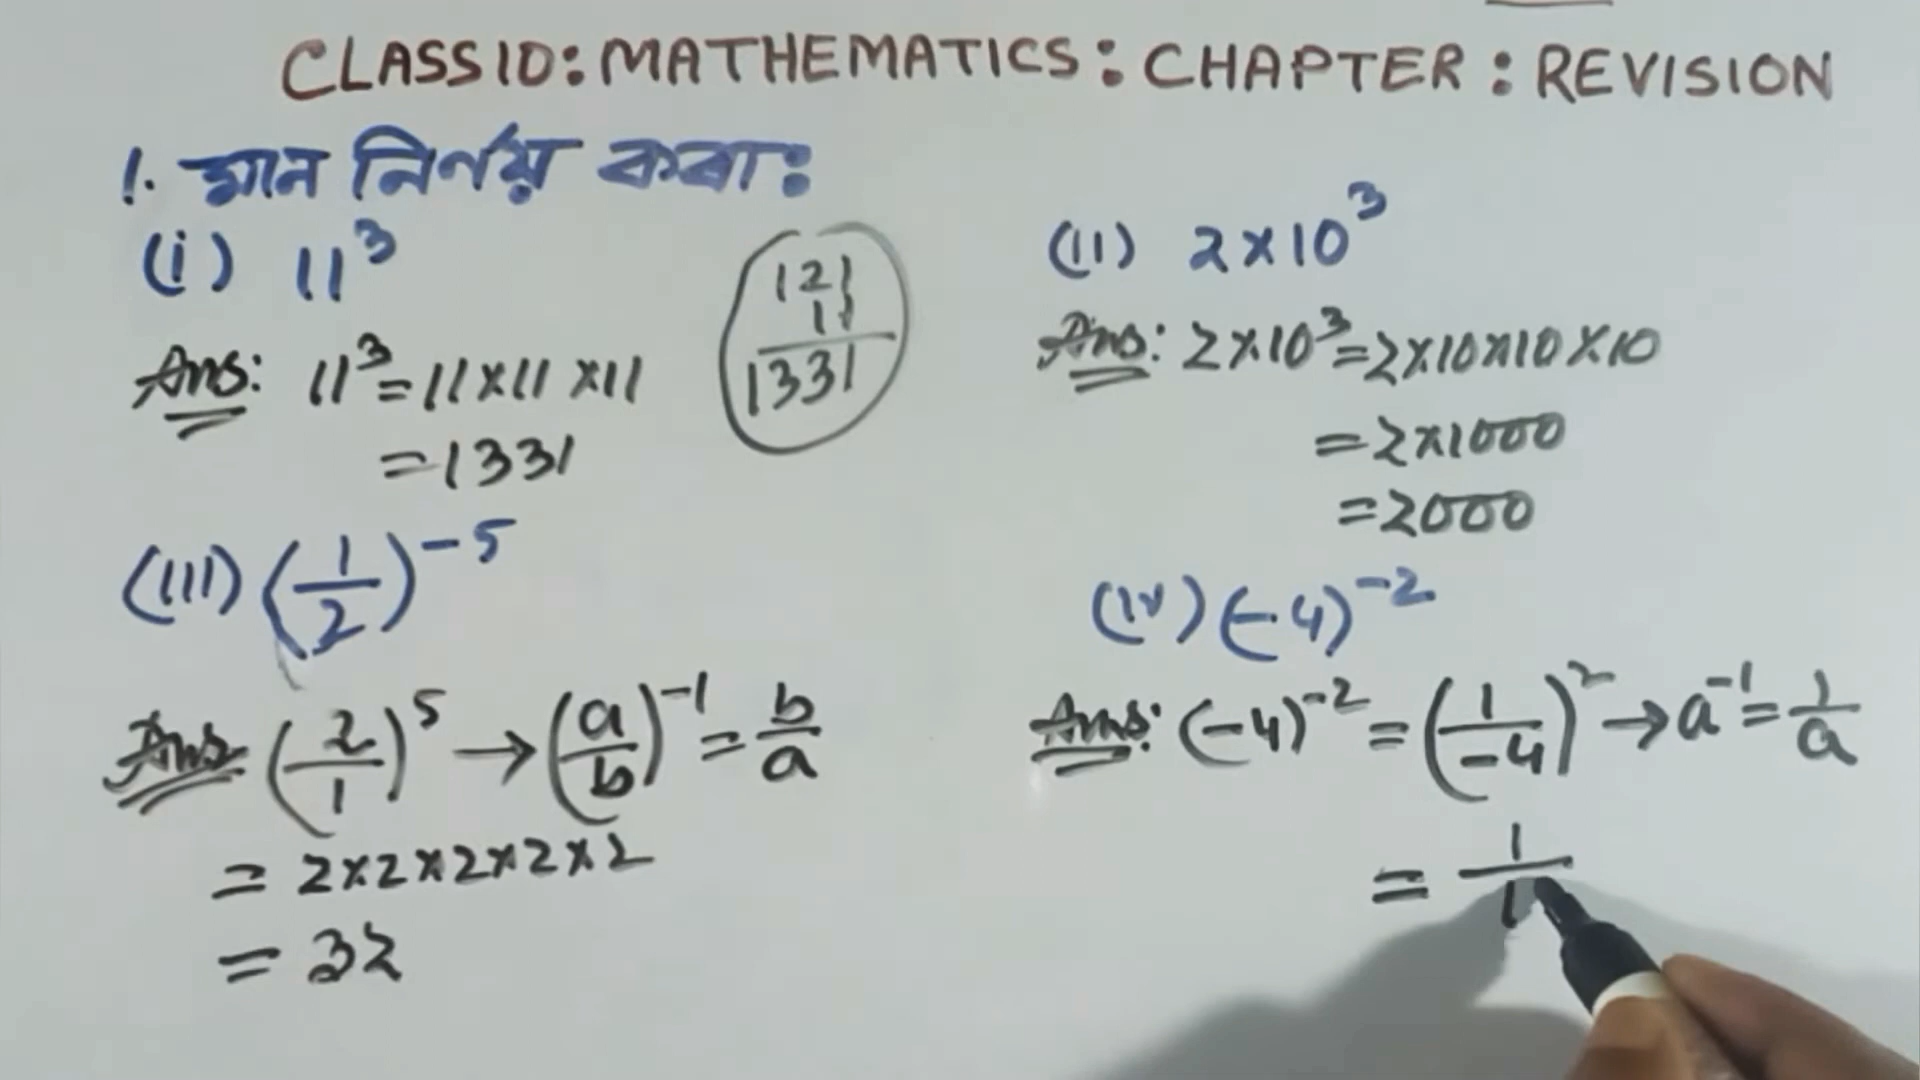 CLASS 10: MATHEMATICS: CHAPTER: REVISION
1. মান নিৰ্ণয় কৰা:
(i) 11³
Ans: 11³ = 11×11×11
= 1331
121
11
1331
(ii) 2×10³
Ans: 2×10³ = 2×10×10×10
= 2×1000
= 2000
(iii) (1/2)⁻⁵
Ans (2/1)⁵ → (a/b)⁻¹ = b/a
= 2×2×2×2×2
= 32
(iv) (-4)⁻²
Ans: (-4)⁻² = (1/-4)² → a⁻¹ = 1/a
= 1/1